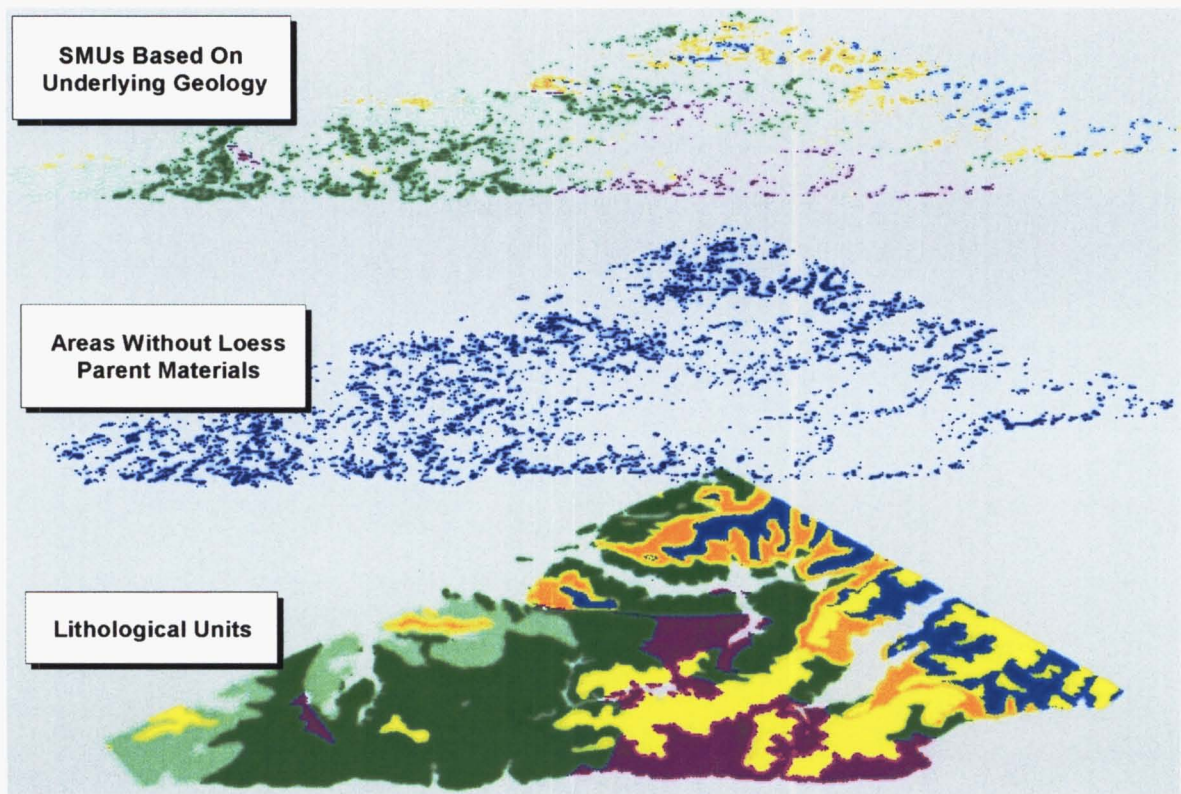 SMUs Based On
Underlying Geology
Areas Without Loess
Parent Materials
Lithological Units